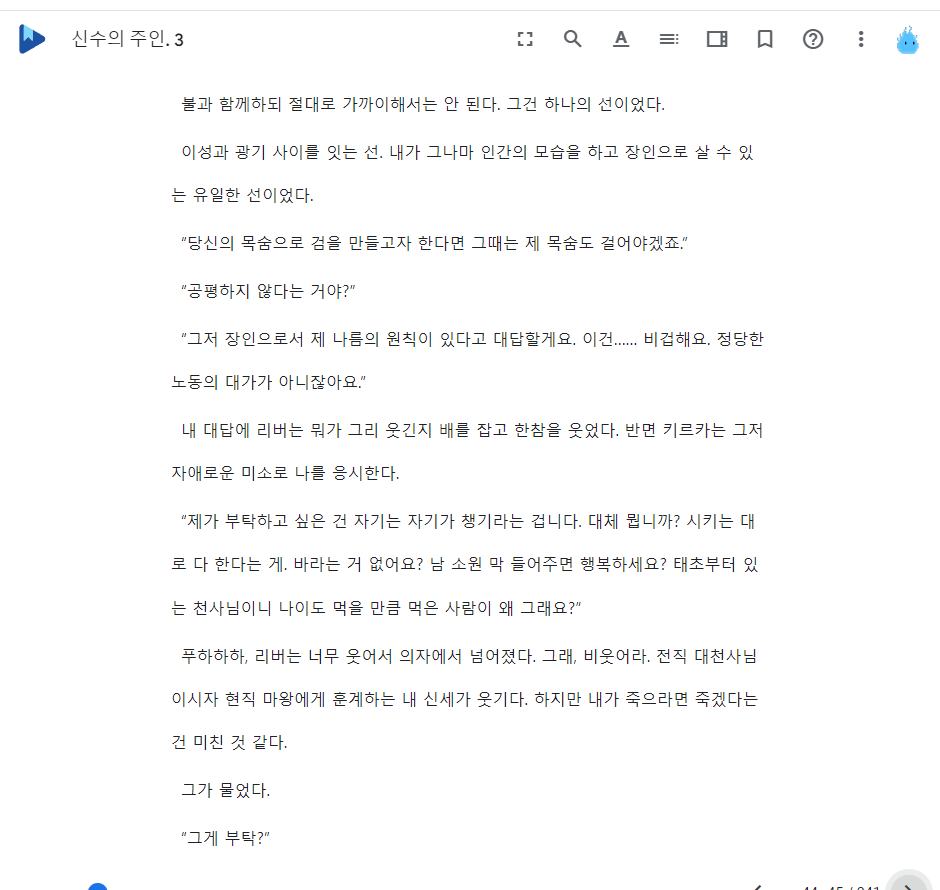 신수의 주인. 3
불과 함께하되 절대로 가까이해서는 안 된다. 그건 하나의 선이었다.
이성과 광기 사이를 잇는 선. 내가 그나마 인간의 모습을 하고 장인으로 살 수 있
는 유일한 선이었다.
“당신의 목숨으로 검을 만들고자 한다면 그때는 제 목숨도 걸어야겠죠.”
“공평하지 않다는 거야?”
“그저 장인으로서 제 나름의 원칙이 있다고 대답할게요. 이건…… 비겁해요. 정당한
노동의 대가가 아니잖아요.”
내 대답에 리버는 뭐가 그리 웃긴지 배를 잡고 한참을 웃었다. 반면 키르카는 그저
자애로운 미소로 나를 응시한다.
“제가 부탁하고 싶은 건 자기는 자기가 챙기라는 겁니다. 대체 뭡니까? 시키는 대
로 다 한다는 게. 바라는 거 없어요? 남 소원 막 들어주면 행복하세요? 태초부터 있
는 천사님이니 나이도 먹을 만큼 먹은 사람이 왜 그래요?”
푸하하하, 리버는 너무 웃어서 의자에서 넘어졌다. 그래, 비웃어라. 전직 대천사님
이시자 현직 마왕에게 훈계하는 내 신세가 웃기다. 하지만 내가 죽으라면 죽겠다는
건 미친 것 같다.
그가 물었다.
“그게 부탁?”